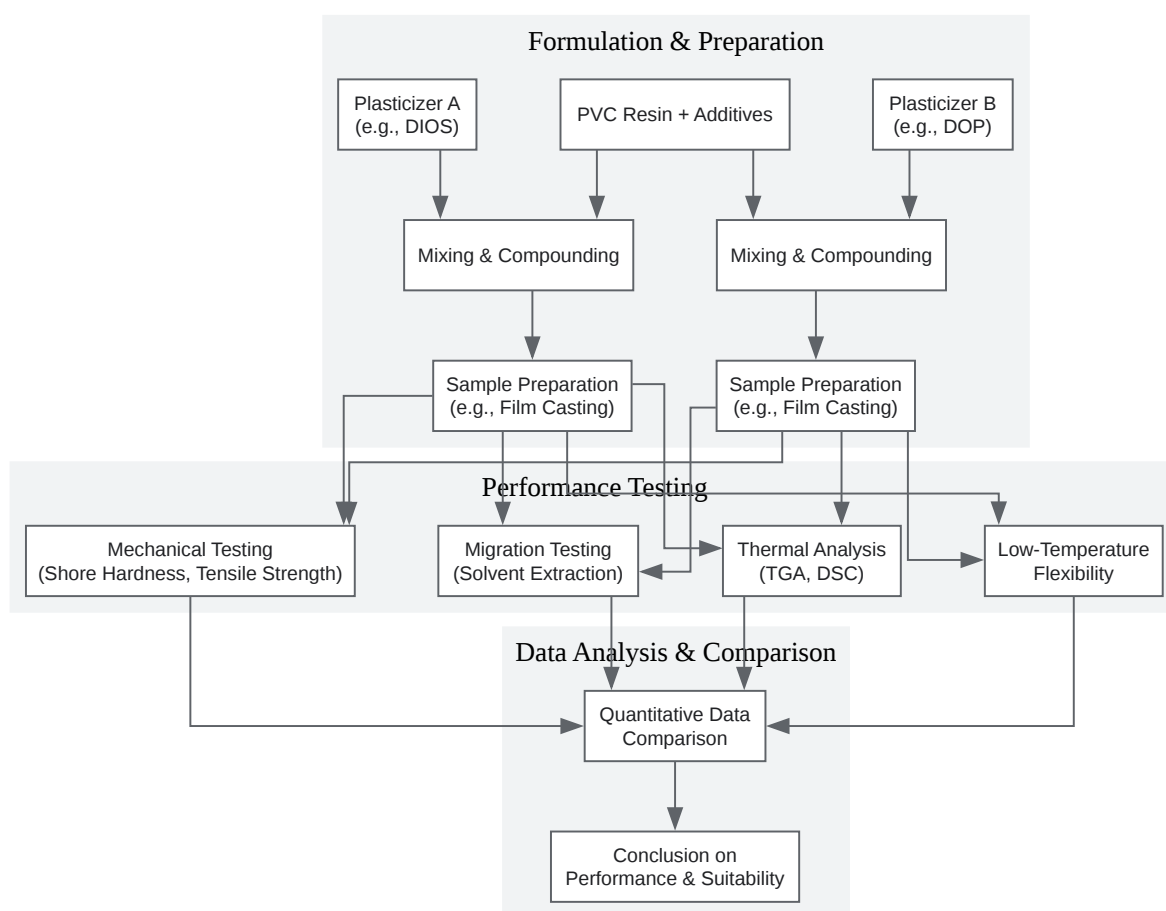 Formulation & Preparation
Plasticizer A
(e.g., DIOS)
PVC Resin + Additives
Plasticizer B
(e.g., DOP)
Mixing & Compounding
Mixing & Compounding
Sample Preparation
(e.g., Film Casting)
Sample Preparation
(e.g., Film Casting)
Performance Testing
Mechanical Testing
(Shore Hardness, Tensile Strength)
Migration Testing
(Solvent Extraction)
Thermal Analysis
(TGA, DSC)
Low-Temperature
Flexibility
Data Analysis & Comparison
Quantitative Data
Comparison
Conclusion on
Performance & Suitability